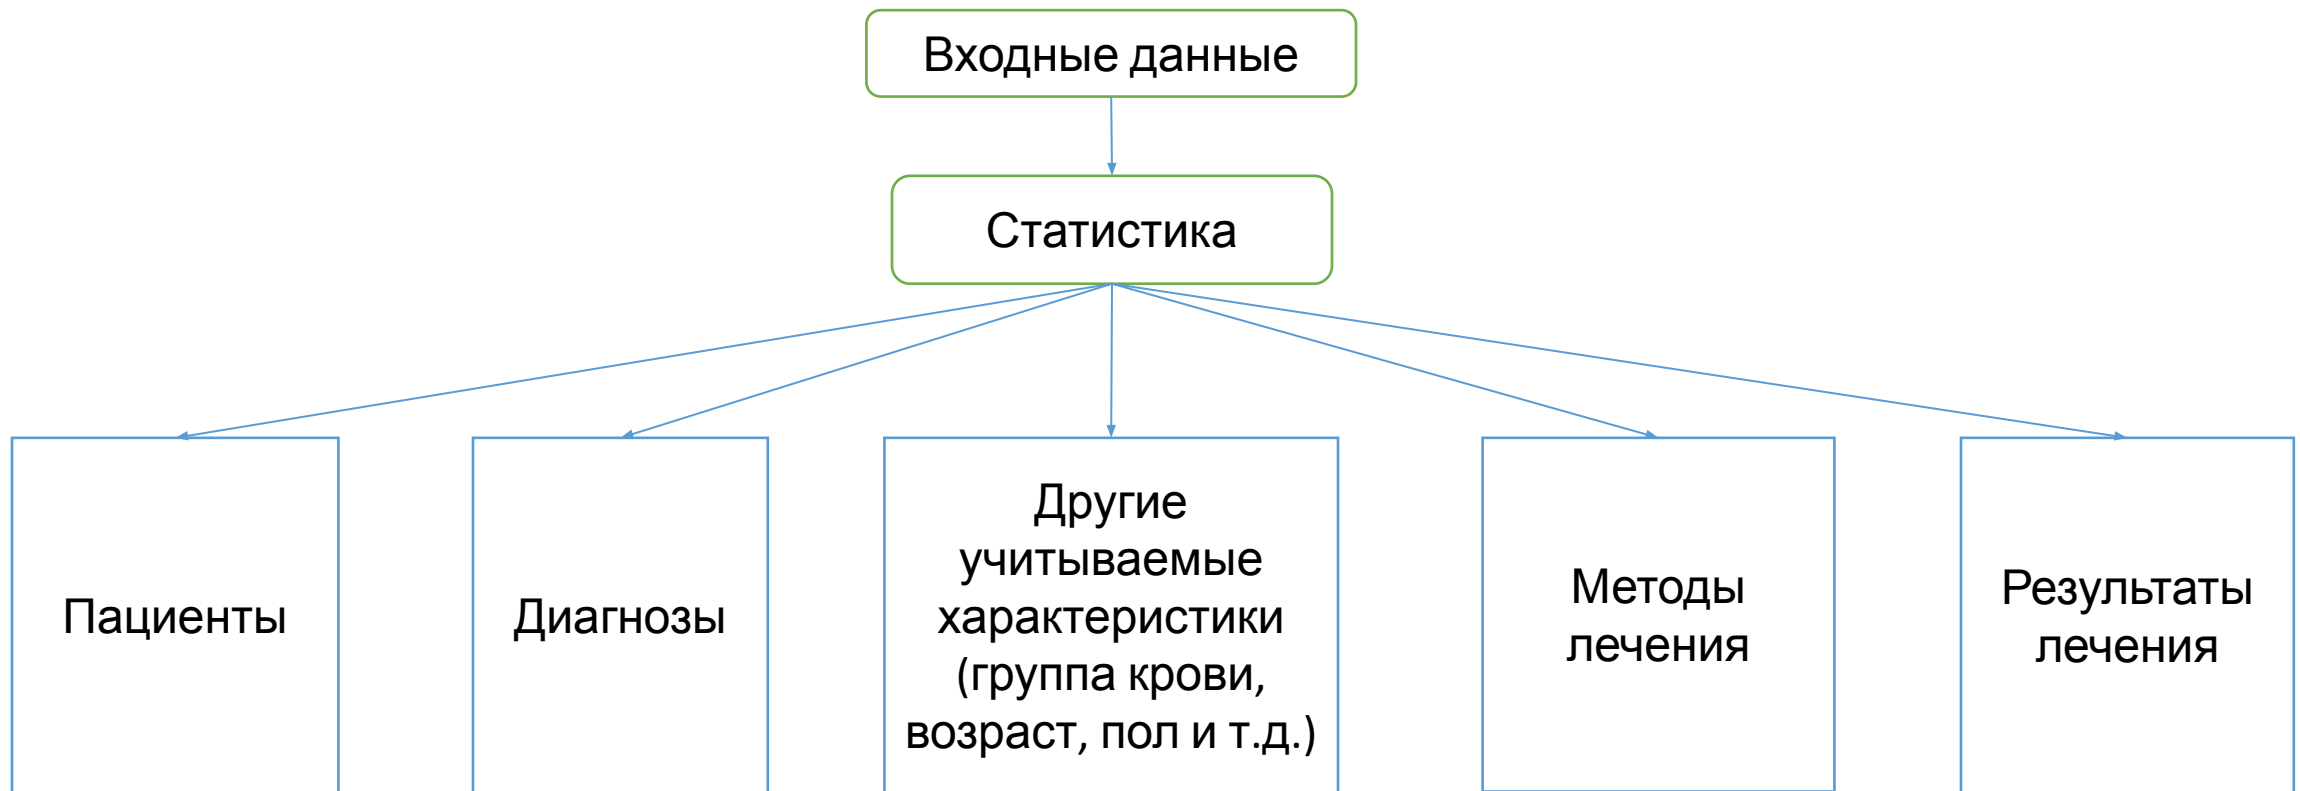 Входные данные
Статистика
Пациенты
Диагнозы
Другие
учитываемые
характеристики
(группа крови,
возраст, пол и т.д.)
Методы
лечения
Результаты
лечения